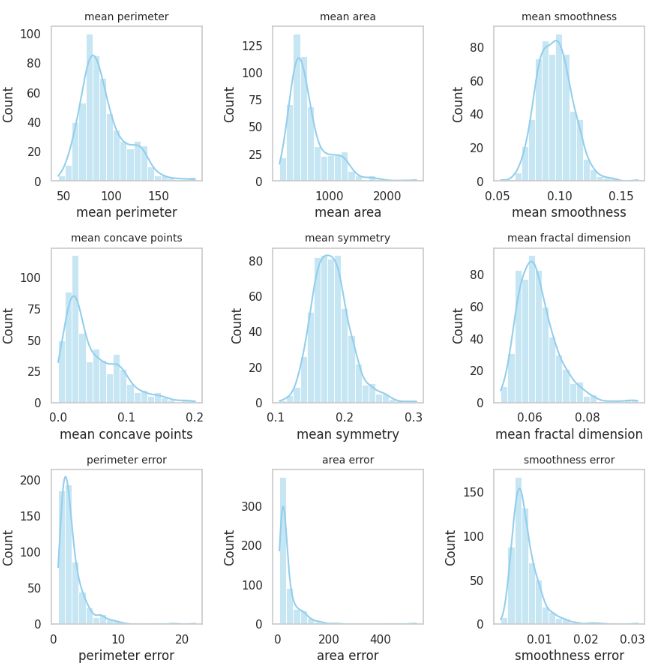 mean perimeter
mean area
mean smoothness
Count
100
80
60
40
20
0
50
100
150
mean perimeter
Count
125
100
75
50
25
0
1000
2000
mean area
Count
80
60
40
20
0
0.05
0.10
0.15
mean smoothness
mean concave points
mean symmetry
mean fractal dimension
Count
100
75
50
25
0
0.0
0.1
0.2
mean concave points
Count
80
60
40
20
0
0.1
0.2
0.3
mean symmetry
Count
80
60
40
20
0
0.06
0.08
mean fractal dimension
perimeter error
area error
smoothness error
Count
200
150
100
50
0
0
10
20
perimeter error
Count
300
200
100
0
0
200
400
area error
Count
150
100
50
0
0.01
0.02
0.03
smoothness error